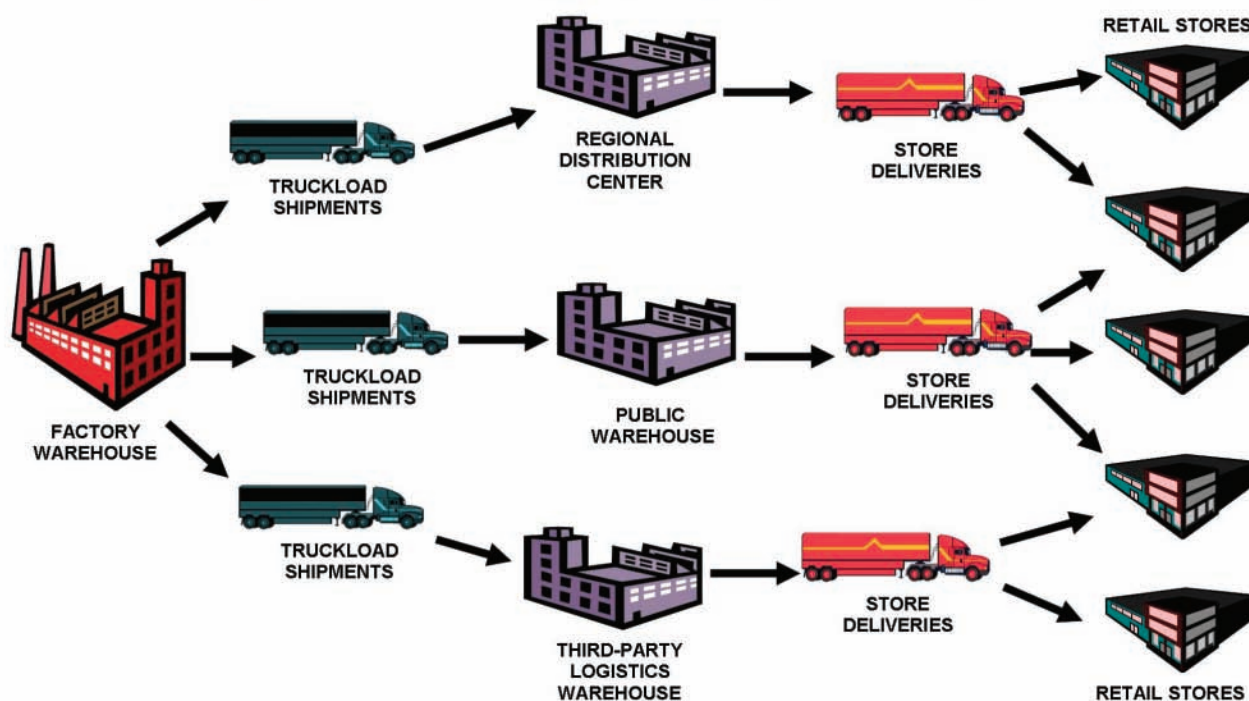 RETAIL STORES
REGIONAL
DISTRIBUTION
CENTER
STORE
DELIVERIES
TRUCKLOAD
SHIPMENTS
FACTORY
WAREHOUSE
TRUCKLOAD
SHIPMENTS
PUBLIC
WAREHOUSE
STORE
DELIVERIES
TRUCKLOAD
SHIPMENTS
THIRD-PARTY
LOGISTICS
WAREHOUSE
STORE
DELIVERIES
RETAIL STORES